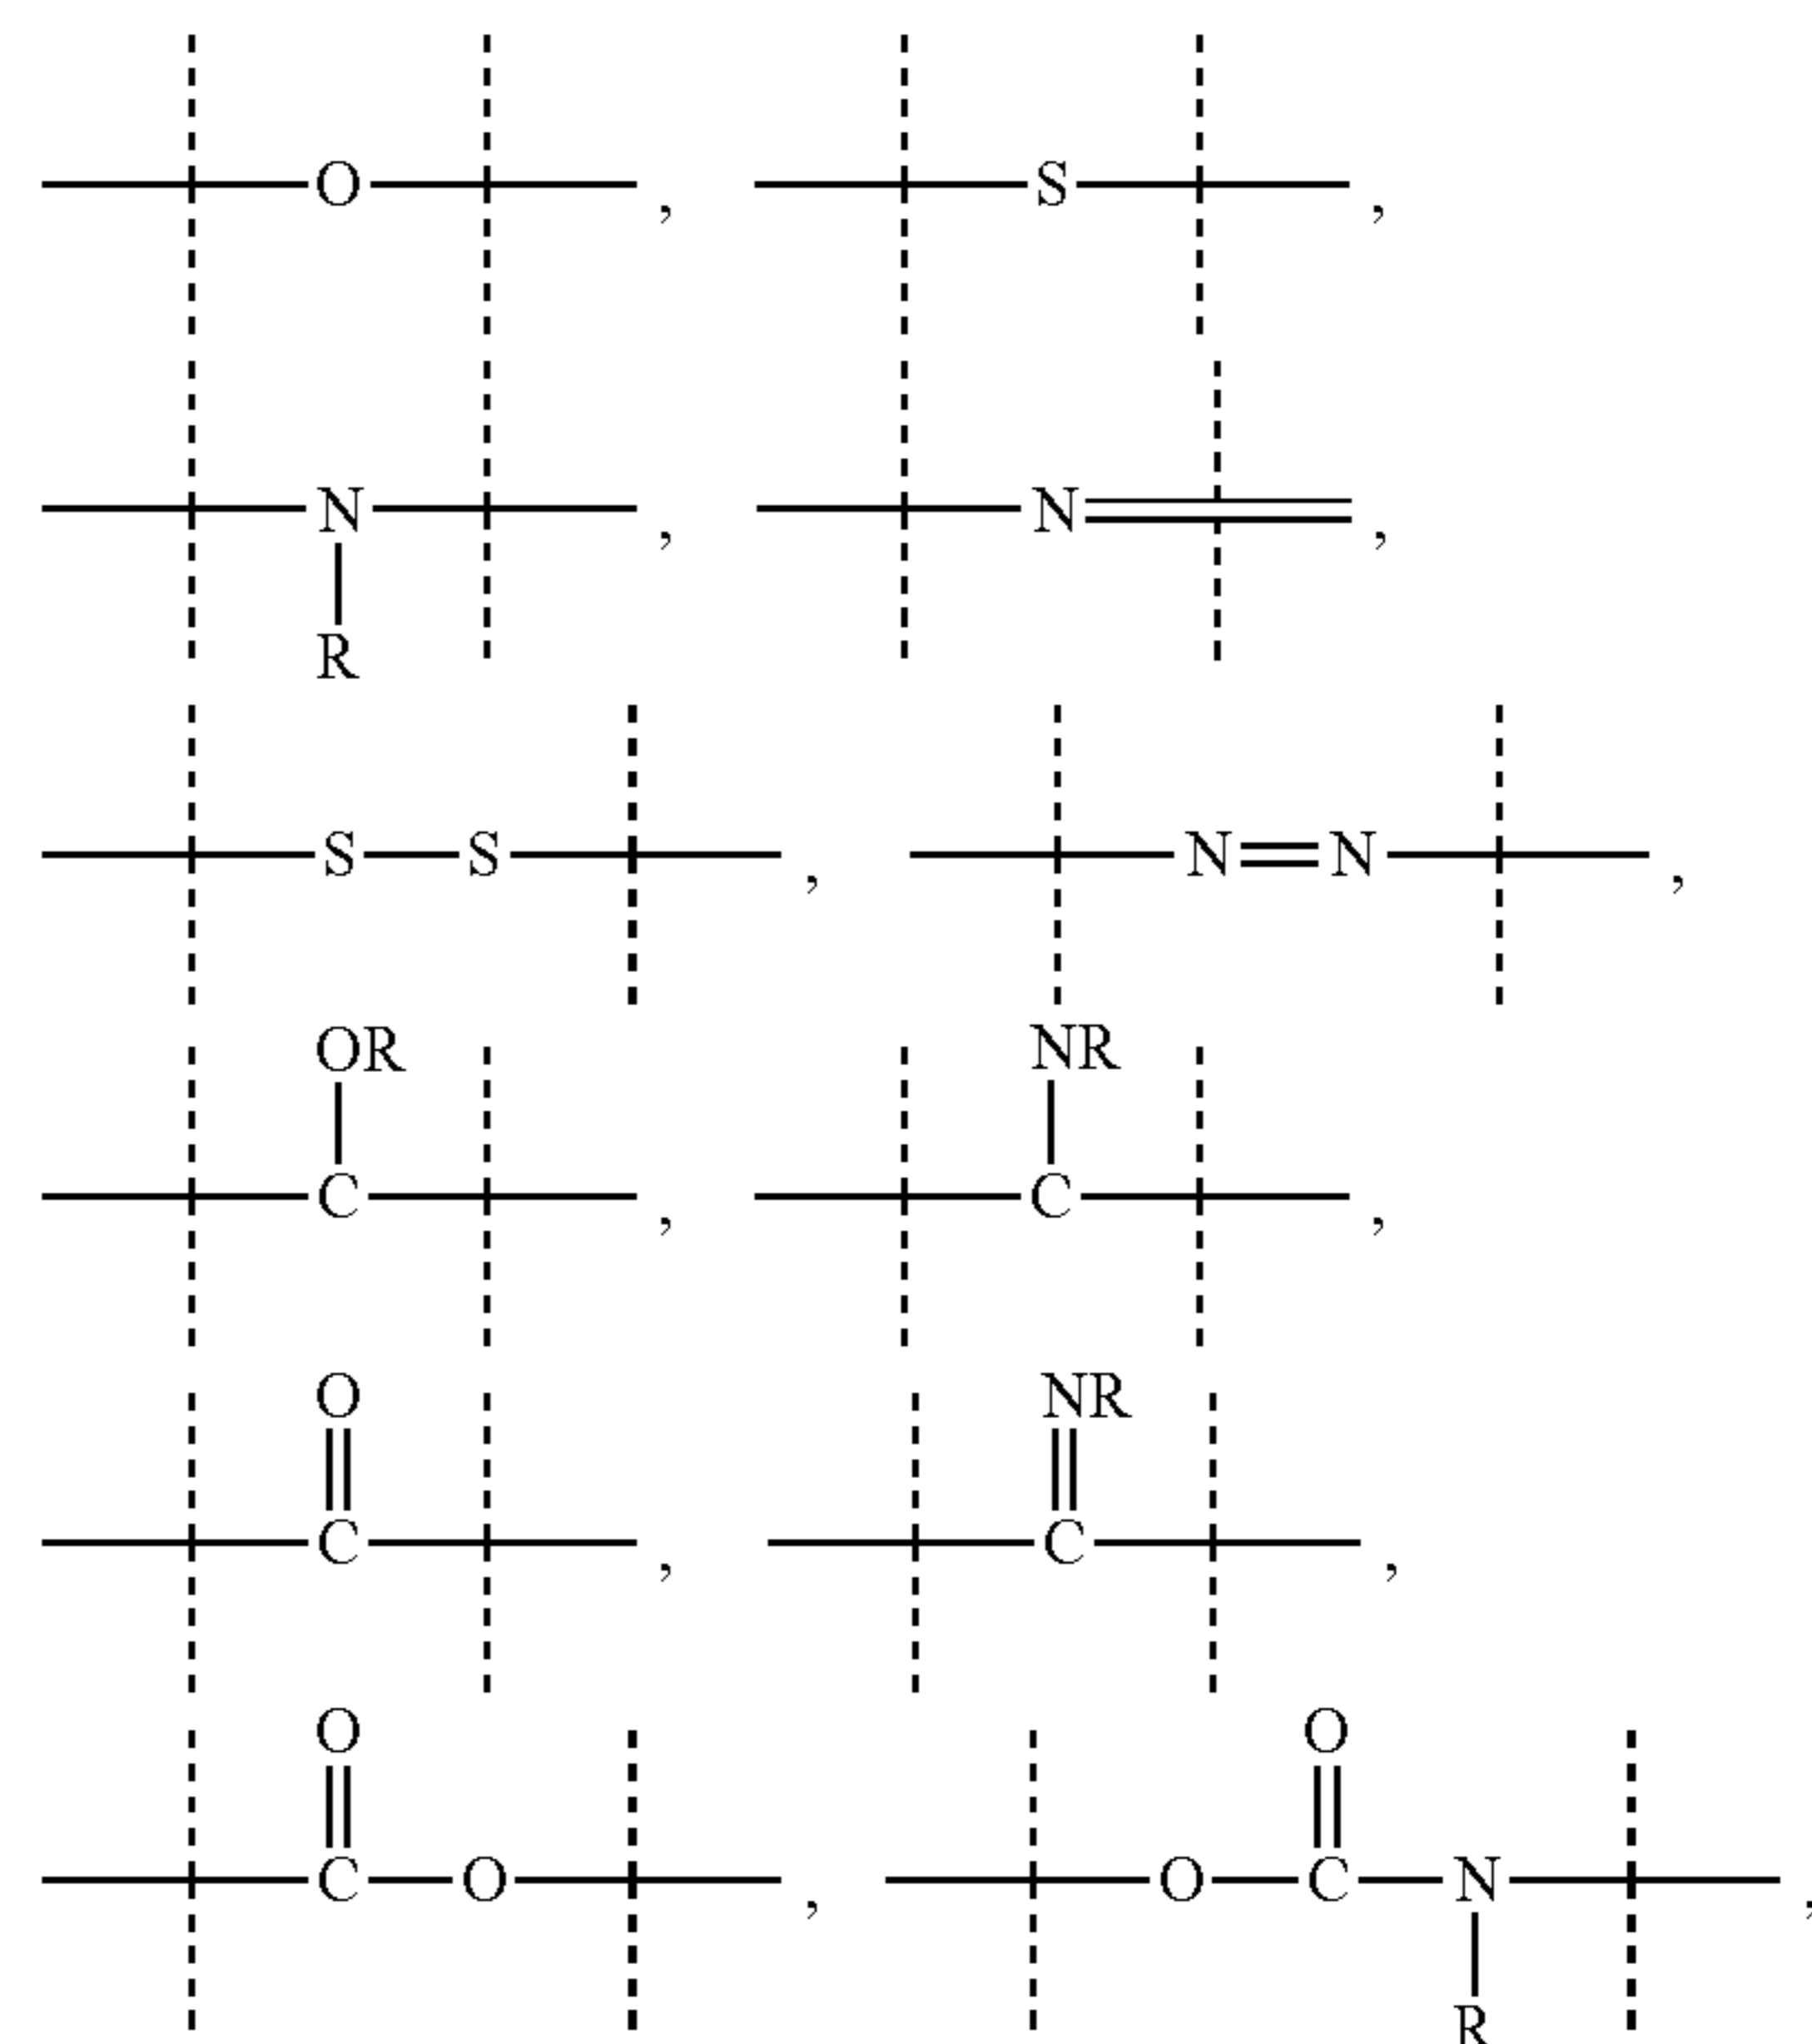 O , S ,
N , N ,
R
S S , N N ,
OR NR
C , C ,
O NR
C , C ,
O O
C O , O C N ,
R